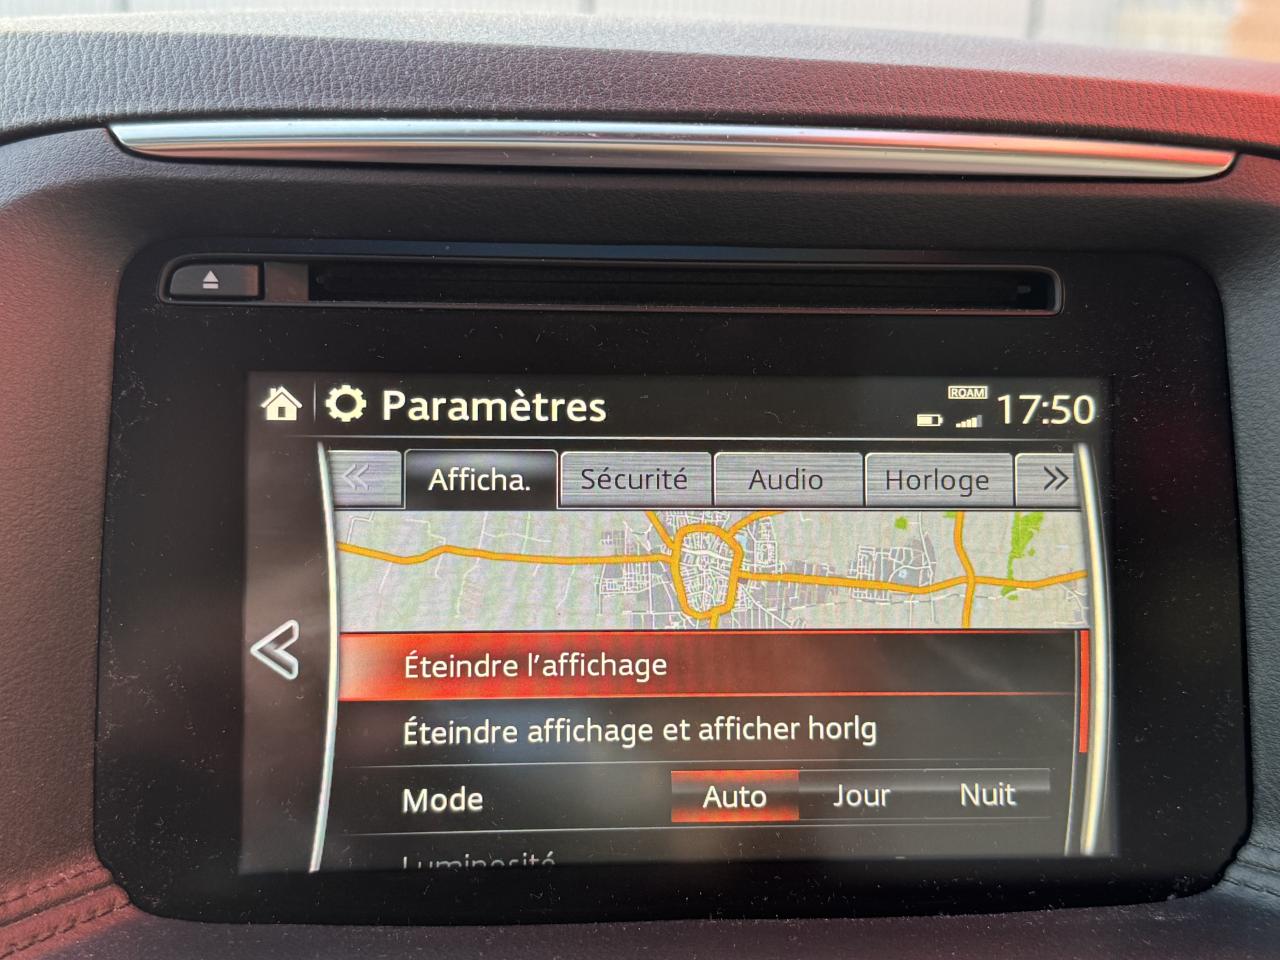 Paramètres
ROAM
17:50
Afficha.
Sécurité
Audio
Horloge
Éteindre l'affichage
Éteindre affichage et afficher horlg
Mode
Auto
Jour
Nuit
Luminosité